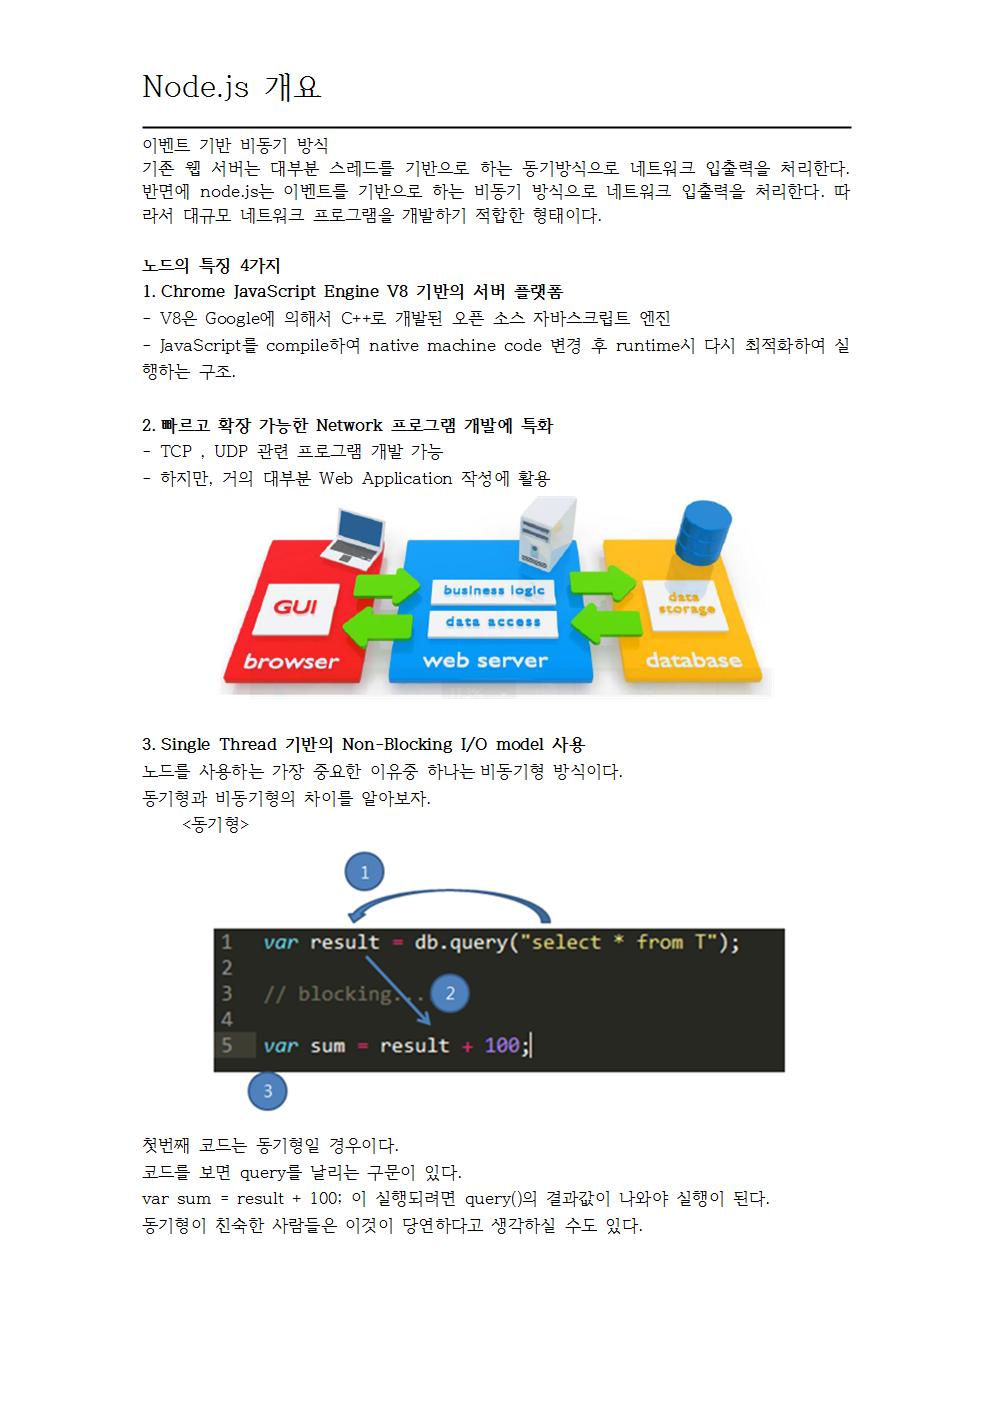 Node.js 개요
이벤트 기반 비동기 방식
기존 웹 서버는 대부분 스레드를 기반으로 하는 동기방식으로 네트워크 입출력을 처리한다.
반면에 node.js는 이벤트를 기반으로 하는 비동기 방식으로 네트워크 입출력을 처리한다. 따
라서 대규모 네트워크 프로그램을 개발하기 적합한 형태이다.
노드의 특징 4가지
1. Chrome JavaScript Engine V8 기반의 서버 플랫폼
- V8은 Google에 의해서 C++로 개발된 오픈 소스 자바스크립트 엔진
- JavaScript를 compile하여 native machine code 변경 후 runtime시 다시 최적화하여 실
행하는 구조.
2. 빠르고 확장 가능한 Network 프로그램 개발에 특화
- TCP , UDP 관련 프로그램 개발 가능
- 하지만, 거의 대부분 Web Application 작성에 활용
GUI
browser
business logic
data access
web server
data
storage
database
3. Single Thread 기반의 Non-Blocking I/O model 사용
노드를 사용하는 가장 중요한 이유중 하나는 비동기형 방식이다.
동기형과 비동기형의 차이를 알아보자.
<동기형>
1
1 var result = db.query("select * from T");
2
3 // blocking... 2
4
5 var sum = result + 100;
3
첫번째 코드는 동기형일 경우이다.
코드를 보면 query를 날리는 구문이 있다.
var sum = result + 100; 이 실행되려면 query()의 결과값이 나와야 실행이 된다.
동기형이 친숙한 사람들은 이것이 당연하다고 생각하실 수도 있다.